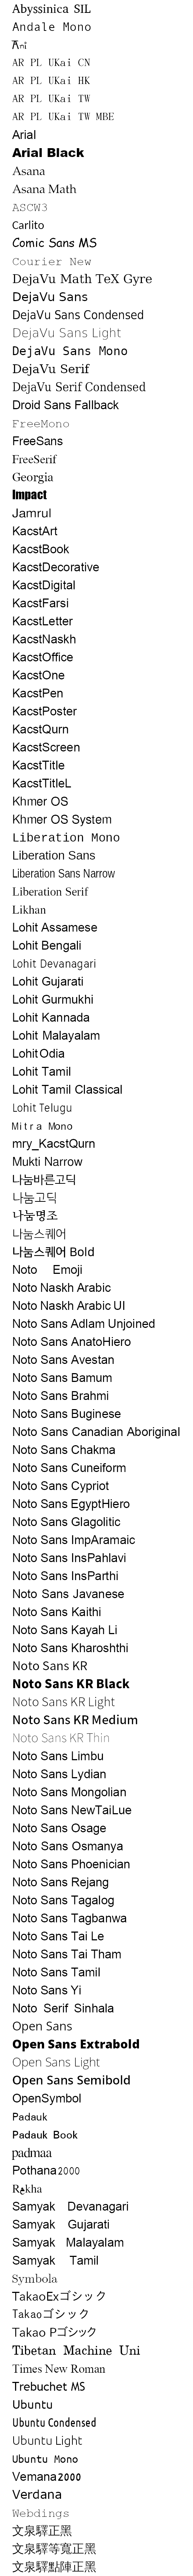 Abyssinica SIL
Andale Mono
Ani
AR PL UKai CN
AR PL UKai HK
AR PL UKai TW
AR PL UKai TW MBE
Arial
Arial Black
Asana
Asana Math
ASCW3
Carlito
Comic Sans MS
Courier New
DejaVu Math TeX Gyre
DejaVu Sans
DejaVu Sans Condensed
DejaVu Sans Light
DejaVu Sans Mono
DejaVu Serif
DejaVu Serif Condensed
Droid Sans Fallback
FreeMono
FreeSans
FreeSerif
Georgia
Impact
Jamrul
KacstArt
KacstBook
KacstDecorative
KacstDigital
KacstFarsi
KacstLetter
KacstNaskh
KacstOffice
KacstOne
KacstPen
KacstPoster
KacstQurn
KacstScreen
KacstTitle
KacstTitleL
Khmer OS
Khmer OS System
Liberation Mono
Liberation Sans
Liberation Sans Narrow
Liberation Serif
Likhan
Lohit Assamese
Lohit Bengali
Lohit Devanagari
Lohit Gujarati
Lohit Gurmukhi
Lohit Kannada
Lohit Malayalam
Lohit Odia
Lohit Tamil
Lohit Tamil Classical
Lohit Telugu
Mitra Mono
mry_KacstQurn
Mukti Narrow
나눔바른고딕
나눔고딕
나눔명조
나눔스퀘어
나눔스퀘어 Bold
Noto Emoji
Noto Naskh Arabic
Noto Naskh Arabic UI
Noto Sans Adlam Unjoined
Noto Sans AnatoHiero
Noto Sans Avestan
Noto Sans Bamum
Noto Sans Brahmi
Noto Sans Buginese
Noto Sans Canadian Aboriginal
Noto Sans Chakma
Noto Sans Cuneiform
Noto Sans Cypriot
Noto Sans EgyptHiero
Noto Sans Glagolitic
Noto Sans ImpAramaic
Noto Sans InsPahlavi
Noto Sans InsParthi
Noto Sans Javanese
Noto Sans Kaithi
Noto Sans Kayah Li
Noto Sans Kharoshthi
Noto Sans KR
Noto Sans KR Black
Noto Sans KR Light
Noto Sans KR Medium
Noto Sans KR Thin
Noto Sans Limbu
Noto Sans Lydian
Noto Sans Mongolian
Noto Sans NewTaiLue
Noto Sans Osage
Noto Sans Osmanya
Noto Sans Phoenician
Noto Sans Rejang
Noto Sans Tagalog
Noto Sans Tagbanwa
Noto Sans Tai Le
Noto Sans Tai Tham
Noto Sans Tamil
Noto Sans Yi
Noto Serif Sinhala
Open Sans
Open Sans Extrabold
Open Sans Light
Open Sans Semibold
OpenSymbol
Padauk
Padauk Book
padmaa
Pothana2000
Rekha
Samyak Devanagari
Samyak Gujarati
Samyak Malayalam
Samyak Tamil
Symbola
TakaoExゴシック
Takaoゴシック
Takao Pゴシック
Tibetan Machine Uni
Times New Roman
Trebuchet MS
Ubuntu
Ubuntu Condensed
Ubuntu Light
Ubuntu Mono
Vemana2000
Verdana
Webdings
文泉驛正黑
文泉驛等寬正黑
文泉驛點陣正黑